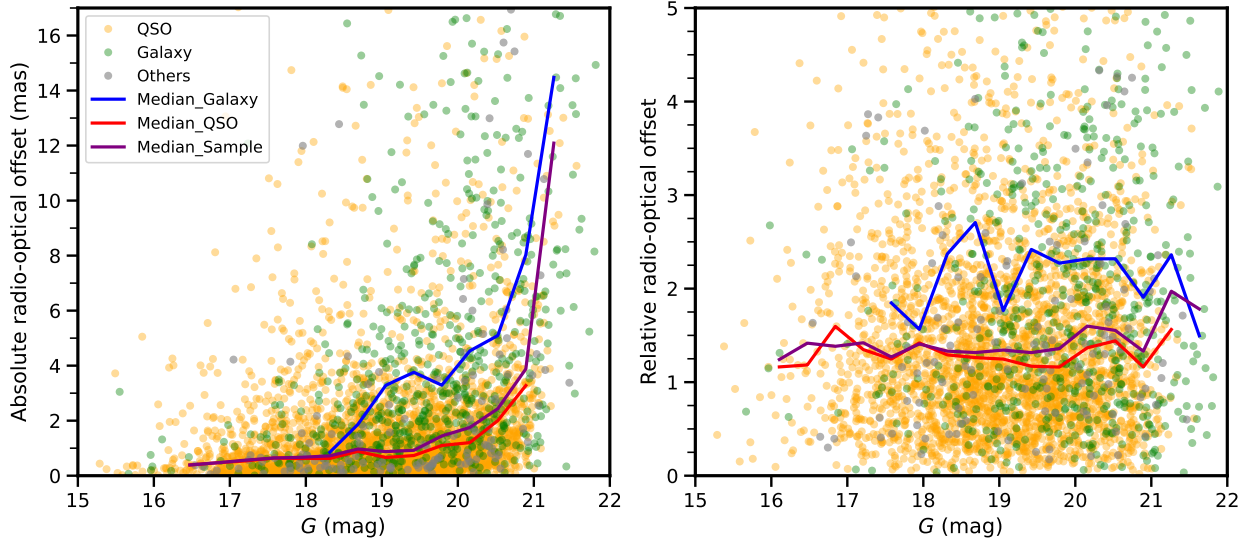 Absolute radio-optical offset (mas)
16
14
12
10
8
6
4
2
0
QSO
Galaxy
Others
Median_Galaxy
Median_QSO
Median_Sample
15 16 17 18 19 20 21 22
G (mag)
Relative radio-optical offset
5
4
3
2
1
0
15 16 17 18 19 20 21 22
G (mag)